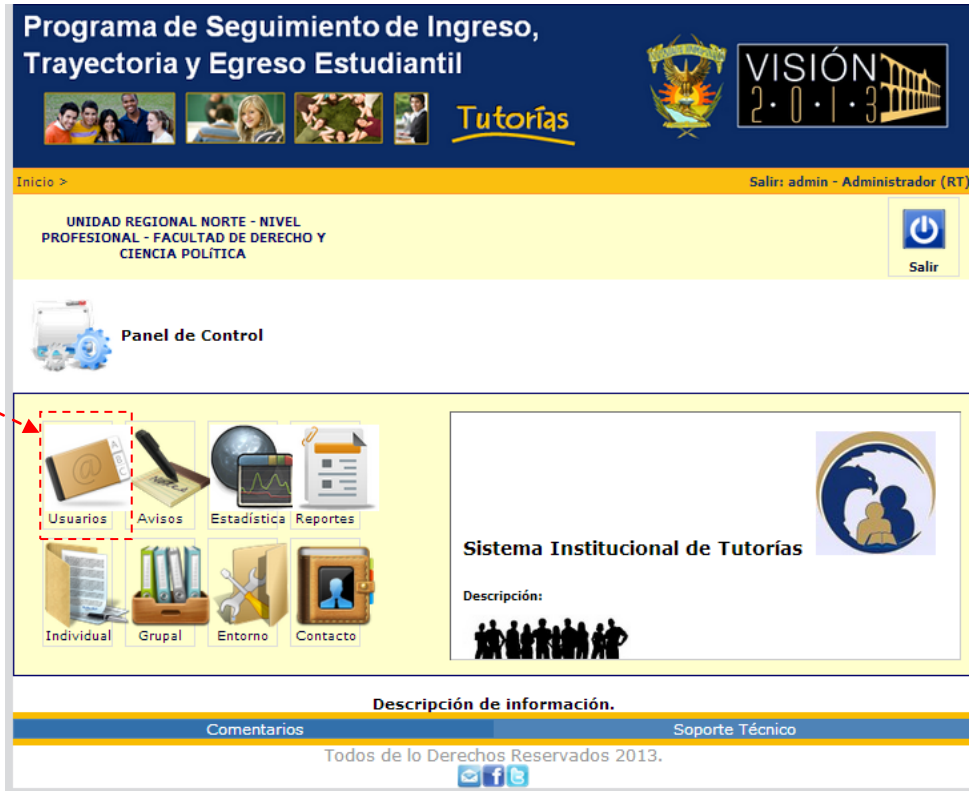 Programa de Seguimiento de Ingreso,
Trayectoria y Egreso Estudiantil
Tutorías
VISIÓN
2·0·1·3
Inicio >
Salir: admin - Administrador (RT)
UNIDAD REGIONAL NORTE - NIVEL
PROFESIONAL - FACULTAD DE DERECHO Y
CIENCIA POLíTICA
Salir
Panel de Control
Usuarios
Avisos
Estadística
Reportes
Individual
Grupal
Entorno
Contacto
Sistema Institucional de Tutorías
Descripción:
Descripción de información.
Comentarios
Soporte Técnico
Todos de lo Derechos Reservados 2013.